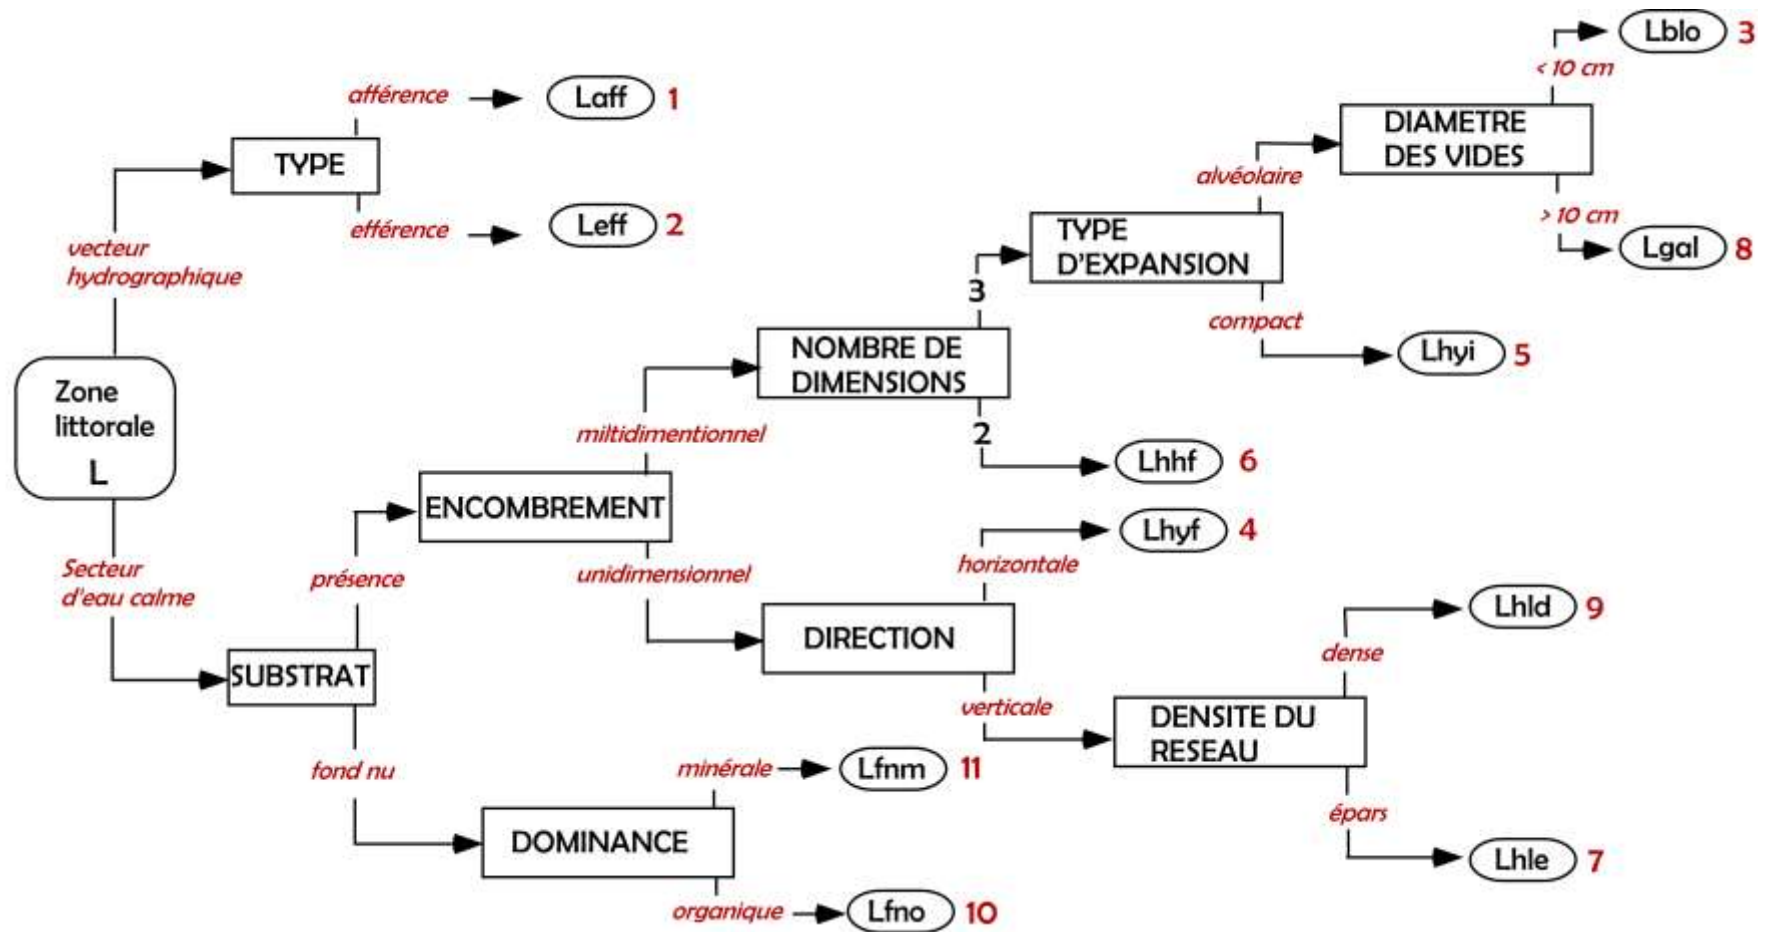 Lblo 3
< 10 cm
afférence
Laff 1
DIAMETRE
DES VIDES
TYPE
alvéolaire
efférence
Leff 2
> 10 cm
Lgal 8
TYPE
D'EXPANSION
vecteur
hydrographique
3
compact
Lhyi 5
NOMBRE DE
DIMENSIONS
Zone
littorale
L
miltidimentionnel
2
Lhhf 6
ENCOMBREMENT
Lhyf 4
Secteur
d'eau calme
présence
unidimensionnel
horizontale
Lhld 9
DIRECTION
dense
SUBSTRAT
verticale
DENSITE DU
RESEAU
fond nu
minérale
Lfnm 11
épars
DOMINANCE
Lhle 7
organique
Lfno 10